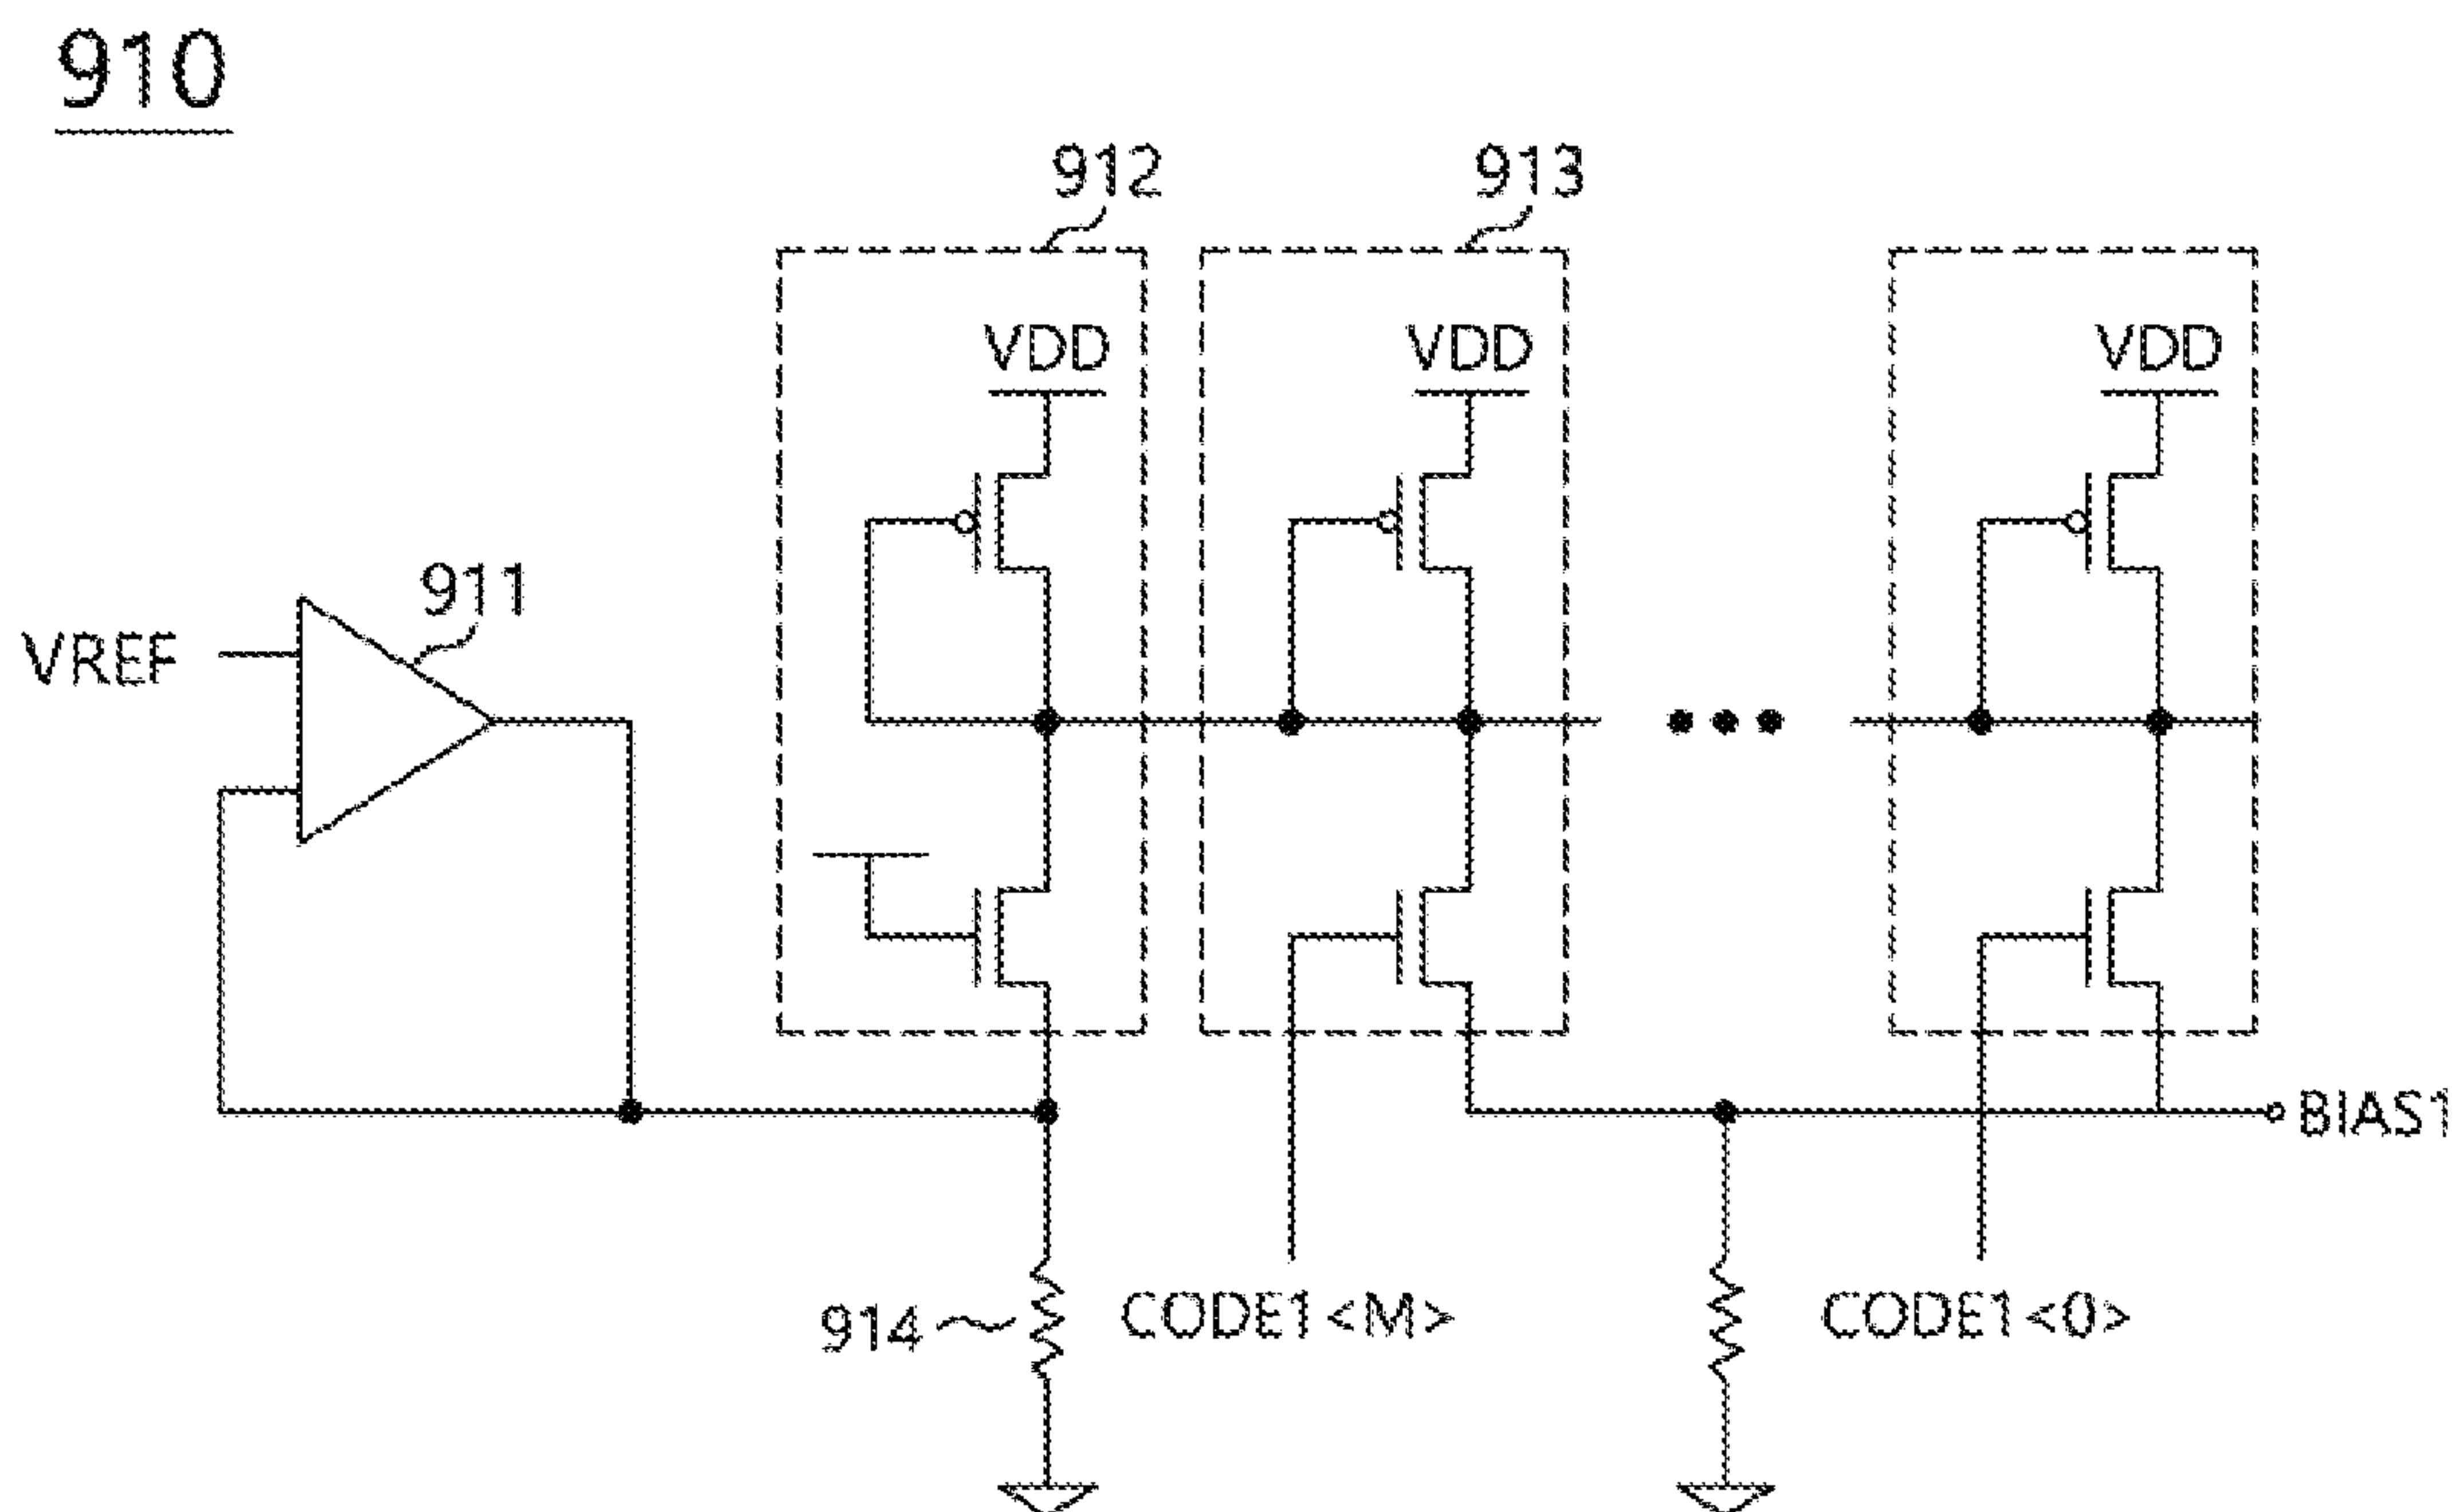 910
912
913
VDD
VDD
VDD
911
VREF
BIAS1
914
CODE1<M>
CODE1<0>